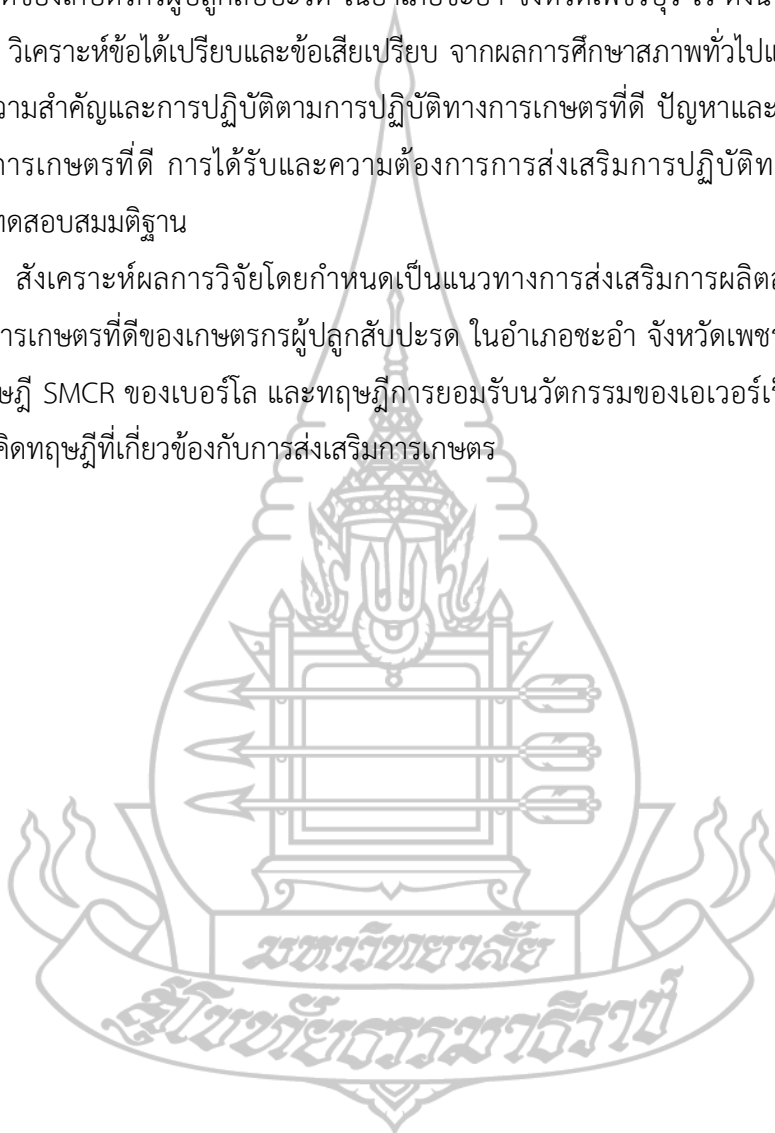 วิเคราะห์ข้อได้เปรียบและข้อเสียเปรียบ จากผลการศึกษาสภาพทั่วไปแ
วามสำคัญและการปฏิบัติตามการปฏิบัติทางการเกษตรที่ดี ปัญหาและ
การเกษตรที่ดี การได้รับและความต้องการการส่งเสริมการปฏิบัติท
ทดสอบสมมติฐาน
สังเคราะห์ผลการวิจัยโดยกำหนดเป็นแนวทางการส่งเสริมการผลิตส
การเกษตรที่ดีของเกษตรกรผู้ปลูกสับปะรด ในอำเภอชะอำ จังหวัดเพช
ษฎี SMCR ของเบอร์โล และทฤษฎีการยอมรับนวัตกรรมของเอเวอร์เ
คิดทฤษฎีที่เกี่ยวข้องกับการส่งเสริมการเกษตร
มหาวิทยาลัย
สุโขทัยธรรมาธิราช